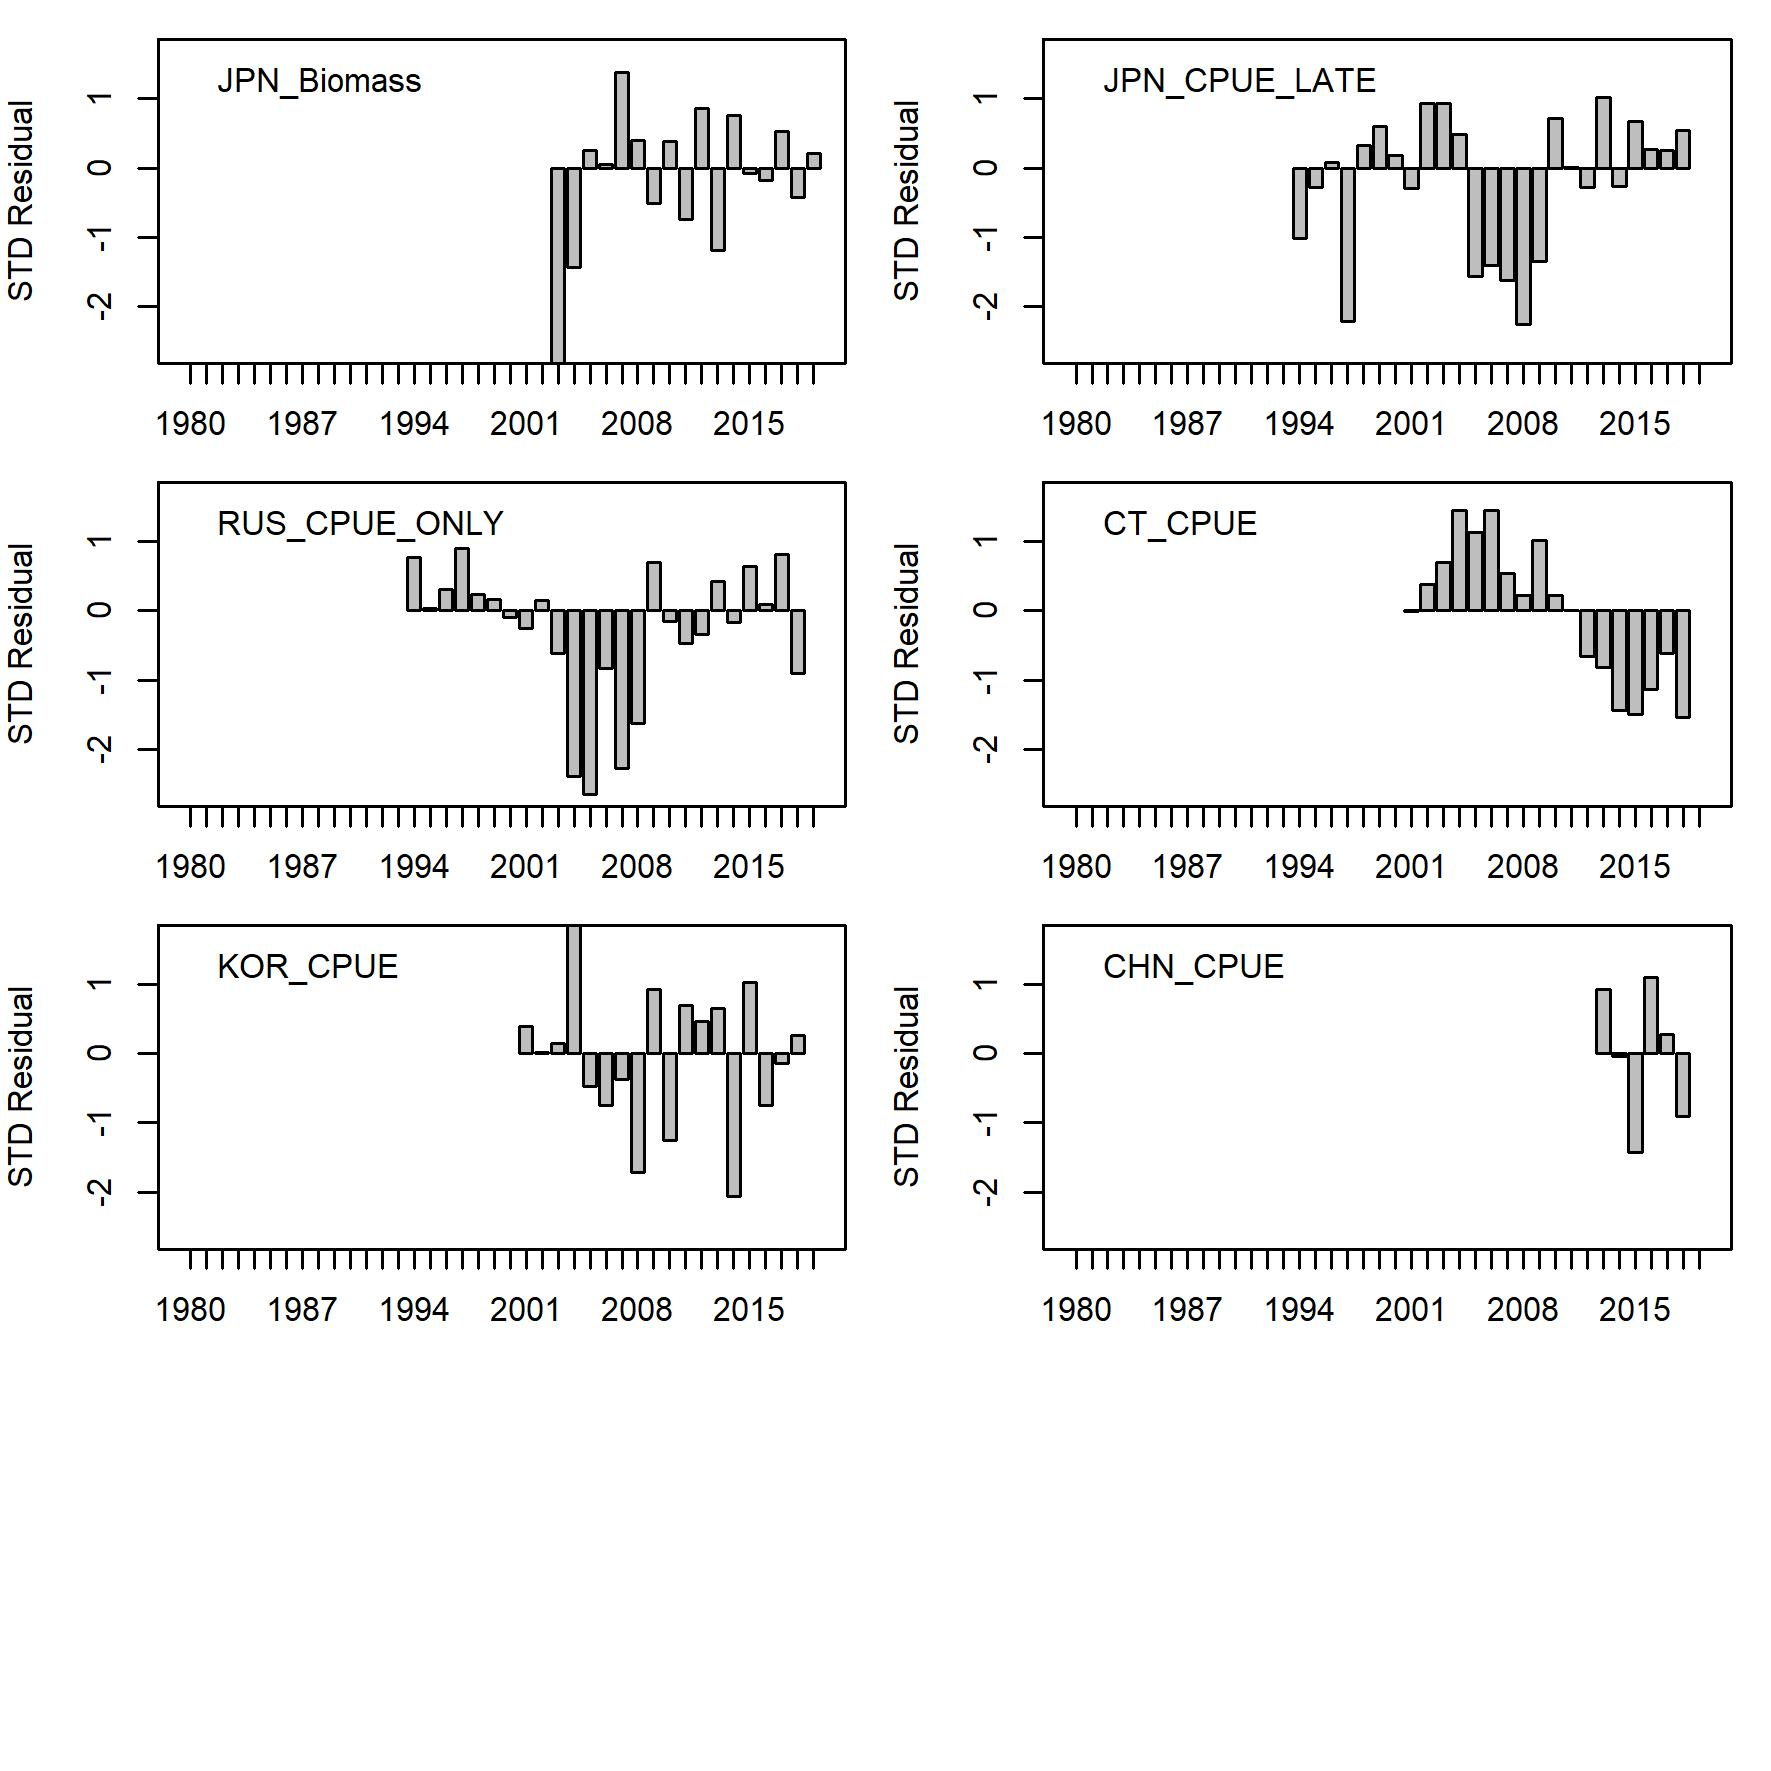 JPN_Biomass
STD Residual
1
0
-1
-2
1980 1987 1994 2001 2008 2015
JPN_CPUE_LATE
STD Residual
1
0
-1
-2
1980 1987 1994 2001 2008 2015
RUS_CPUE_ONLY
STD Residual
1
0
-1
-2
1980 1987 1994 2001 2008 2015
CT_CPUE
STD Residual
1
0
-1
-2
1980 1987 1994 2001 2008 2015
KOR_CPUE
STD Residual
1
0
-1
-2
1980 1987 1994 2001 2008 2015
CHN_CPUE
STD Residual
1
0
-1
-2
1980 1987 1994 2001 2008 2015